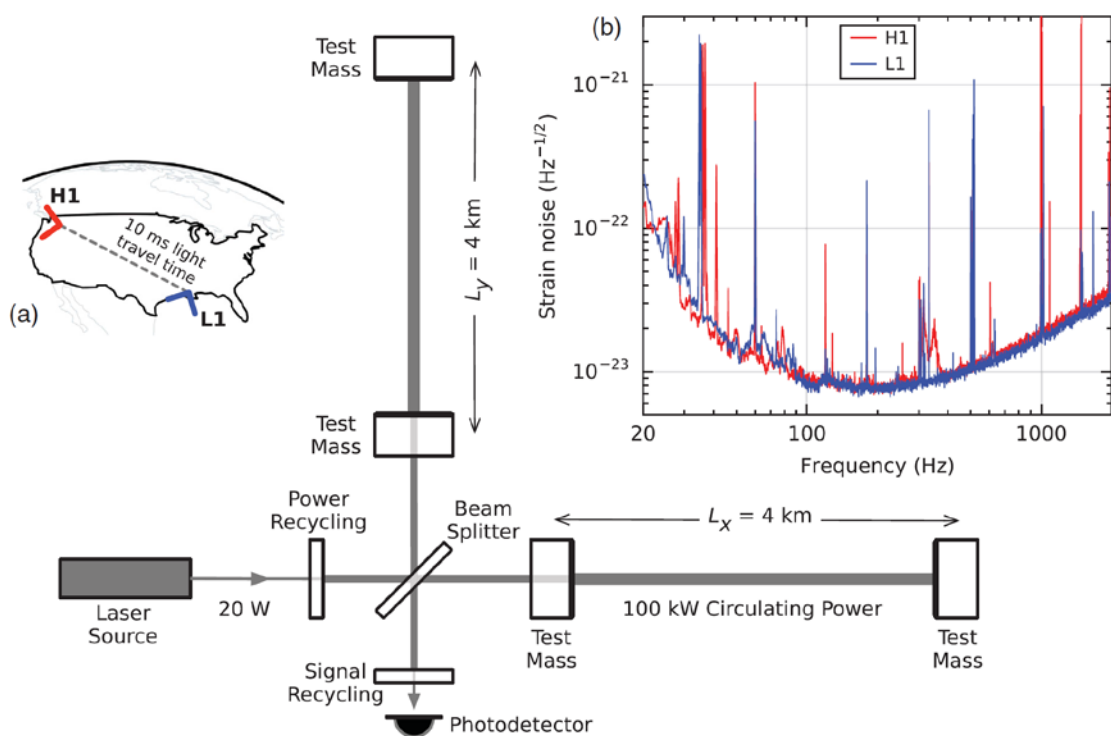 (a)
H1
10 ms light
travel time
L1
Test
Mass
L_y = 4 km
Test
Mass
Power
Recycling
Beam
Splitter
Laser
Source
20 W
L_x = 4 km
100 kW Circulating Power
Test
Mass
Test
Mass
Signal
Recycling
Photodetector
(b)
H1
L1
Strain noise (Hz^{-1/2})
10^{-21}
10^{-22}
10^{-23}
20
100
1000
Frequency (Hz)